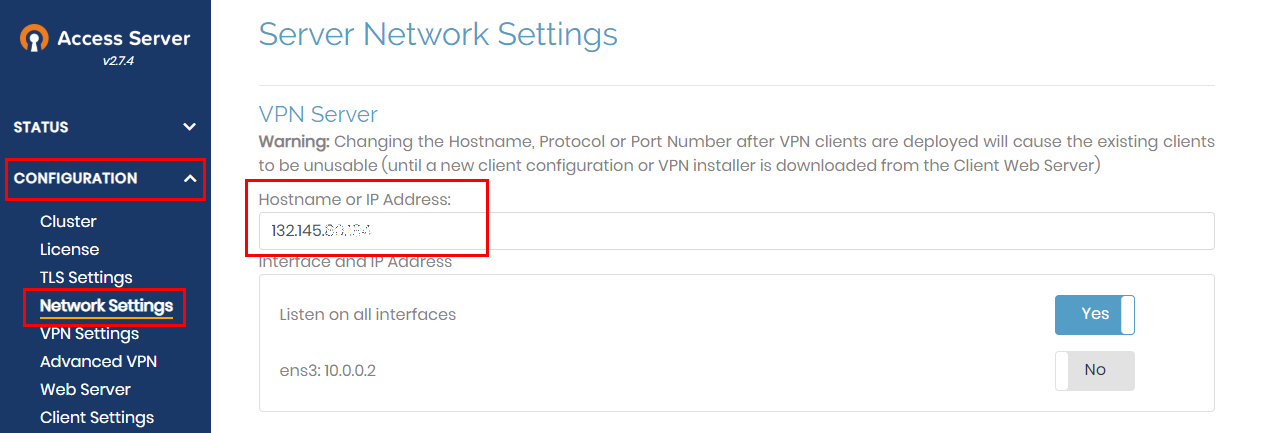 Access Server
v2.7.4
STATUS
CONFIGURATION
Cluster
License
TLS Settings
Network Settings
VPN Settings
Advanced VPN
Web Server
Client Settings
Server Network Settings
VPN Server
Warning: Changing the Hostname, Protocol or Port Number after VPN clients are deployed will cause the existing clients
to be unusable (until a new client configuration or VPN installer is downloaded from the Client Web Server)
Hostname or IP Address:
132.145.
Interface and IP Address
Listen on all interfaces
Yes
ens3: 10.0.0.2
No